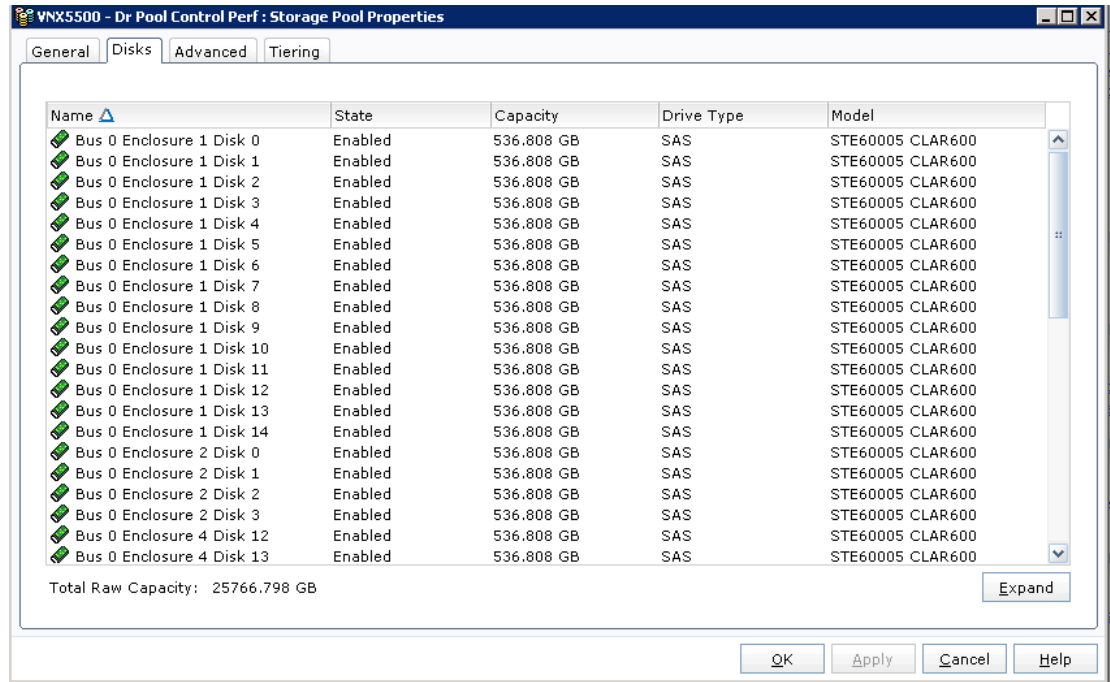 VNX5500 - Dr Pool Control Perf : Storage Pool Properties
General Disks Advanced Tiering
Name State Capacity Drive Type Model
Bus 0 Enclosure 1 Disk 0 Enabled 536.808 GB SAS STE60005 CLAR600
Bus 0 Enclosure 1 Disk 1 Enabled 536.808 GB SAS STE60005 CLAR600
Bus 0 Enclosure 1 Disk 2 Enabled 536.808 GB SAS STE60005 CLAR600
Bus 0 Enclosure 1 Disk 3 Enabled 536.808 GB SAS STE60005 CLAR600
Bus 0 Enclosure 1 Disk 4 Enabled 536.808 GB SAS STE60005 CLAR600
Bus 0 Enclosure 1 Disk 5 Enabled 536.808 GB SAS STE60005 CLAR600
Bus 0 Enclosure 1 Disk 6 Enabled 536.808 GB SAS STE60005 CLAR600
Bus 0 Enclosure 1 Disk 7 Enabled 536.808 GB SAS STE60005 CLAR600
Bus 0 Enclosure 1 Disk 8 Enabled 536.808 GB SAS STE60005 CLAR600
Bus 0 Enclosure 1 Disk 9 Enabled 536.808 GB SAS STE60005 CLAR600
Bus 0 Enclosure 1 Disk 10 Enabled 536.808 GB SAS STE60005 CLAR600
Bus 0 Enclosure 1 Disk 11 Enabled 536.808 GB SAS STE60005 CLAR600
Bus 0 Enclosure 1 Disk 12 Enabled 536.808 GB SAS STE60005 CLAR600
Bus 0 Enclosure 1 Disk 13 Enabled 536.808 GB SAS STE60005 CLAR600
Bus 0 Enclosure 1 Disk 14 Enabled 536.808 GB SAS STE60005 CLAR600
Bus 0 Enclosure 2 Disk 0 Enabled 536.808 GB SAS STE60005 CLAR600
Bus 0 Enclosure 2 Disk 1 Enabled 536.808 GB SAS STE60005 CLAR600
Bus 0 Enclosure 2 Disk 2 Enabled 536.808 GB SAS STE60005 CLAR600
Bus 0 Enclosure 2 Disk 3 Enabled 536.808 GB SAS STE60005 CLAR600
Bus 0 Enclosure 4 Disk 12 Enabled 536.808 GB SAS STE60005 CLAR600
Bus 0 Enclosure 4 Disk 13 Enabled 536.808 GB SAS STE60005 CLAR600
Total Raw Capacity: 25766.798 GB Expand
OK Apply Cancel Help